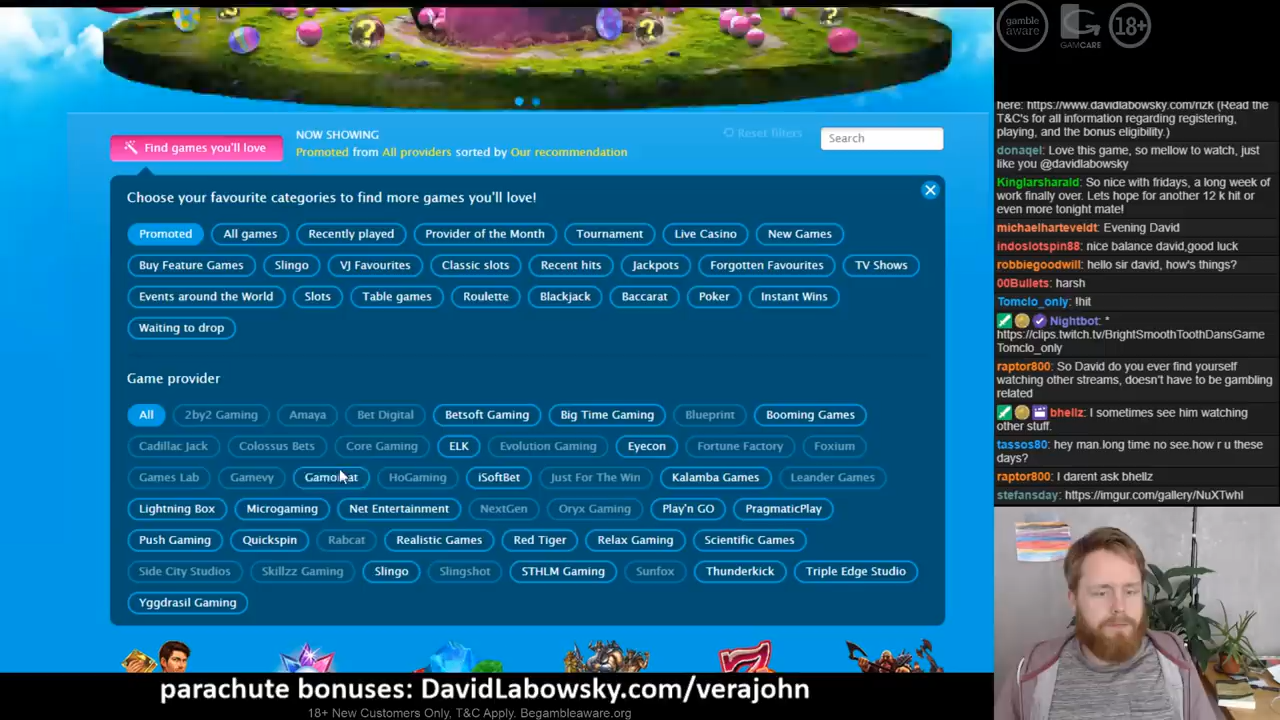 gamble
aware
GAMCARE
18+
Find games you'll love
NOW SHOWING
Promoted from All providers sorted by Our recommendation
Reset filters
Search
Choose your favourite categories to find more games you'll love!
Promoted All games Recently played Provider of the Month Tournament Live Casino New Games
Buy Feature Games Slingo VJ Favourites Classic slots Recent hits Jackpots Forgotten Favourites TV Shows
Events around the World Slots Table games Roulette Blackjack Baccarat Poker Instant Wins
Waiting to drop
Game provider
All 2by2 Gaming Amaya Bet Digital Betsoft Gaming Big Time Gaming Blueprint Booming Games
Cadillac Jack Colossus Bets Core Gaming ELK Evolution Gaming Eyecon Fortune Factory Foxium
Games Lab Gamevy HoGaming iSoftBet Just For The Win Kalamba Games Leander Games
Lightning Box Microgaming Net Entertainment NextGen Oryx Gaming Play'n GO PragmaticPlay
Push Gaming Quickspin Rabcat Realistic Games Red Tiger Relax Gaming Scientific Games
Side City Studios Skillzz Gaming Slingo Slingshot STHLM Gaming Sunfox Thunderkick Triple Edge Studio
Yggdrasil Gaming
here: https://www.davidlabowsky.com/rizk (Read the
T&C's for all information regarding registering,
playing, and the bonus eligibility.)
donaqel: Love this game, so mellow to watch, just
like you @davidlabowsky
Kinglarsharald: So nice with fridays, a long week of
work finally over. Lets hope for another 12 k hit or
even more tonight mate!
michaelharteveldt: Evening David
indoslotspin88: nice balance david,good luck
robbiegoodwill: hello sir david, how's things?
00Bullets: harsh
Tomclo_only: !hit
Nightbot: *
https://clips.twitch.tv/BrightSmoothToothDansGame
Tomclo_only
raptor800: So David do you ever find yourself
watching other streams, doesn't have to be gambling
related
bhellz: I sometimes see him watching
other stuff.
tassos80: hey man.long time no see.how r u these
days?
raptor800: I darent ask bhellz
stefansday: https://imgur.com/gallery/NuXTwhI
parachute bonuses: DavidLabowsky.com/verajohn
18+ New Customers Only, T&C Apply. Begambleaware.org